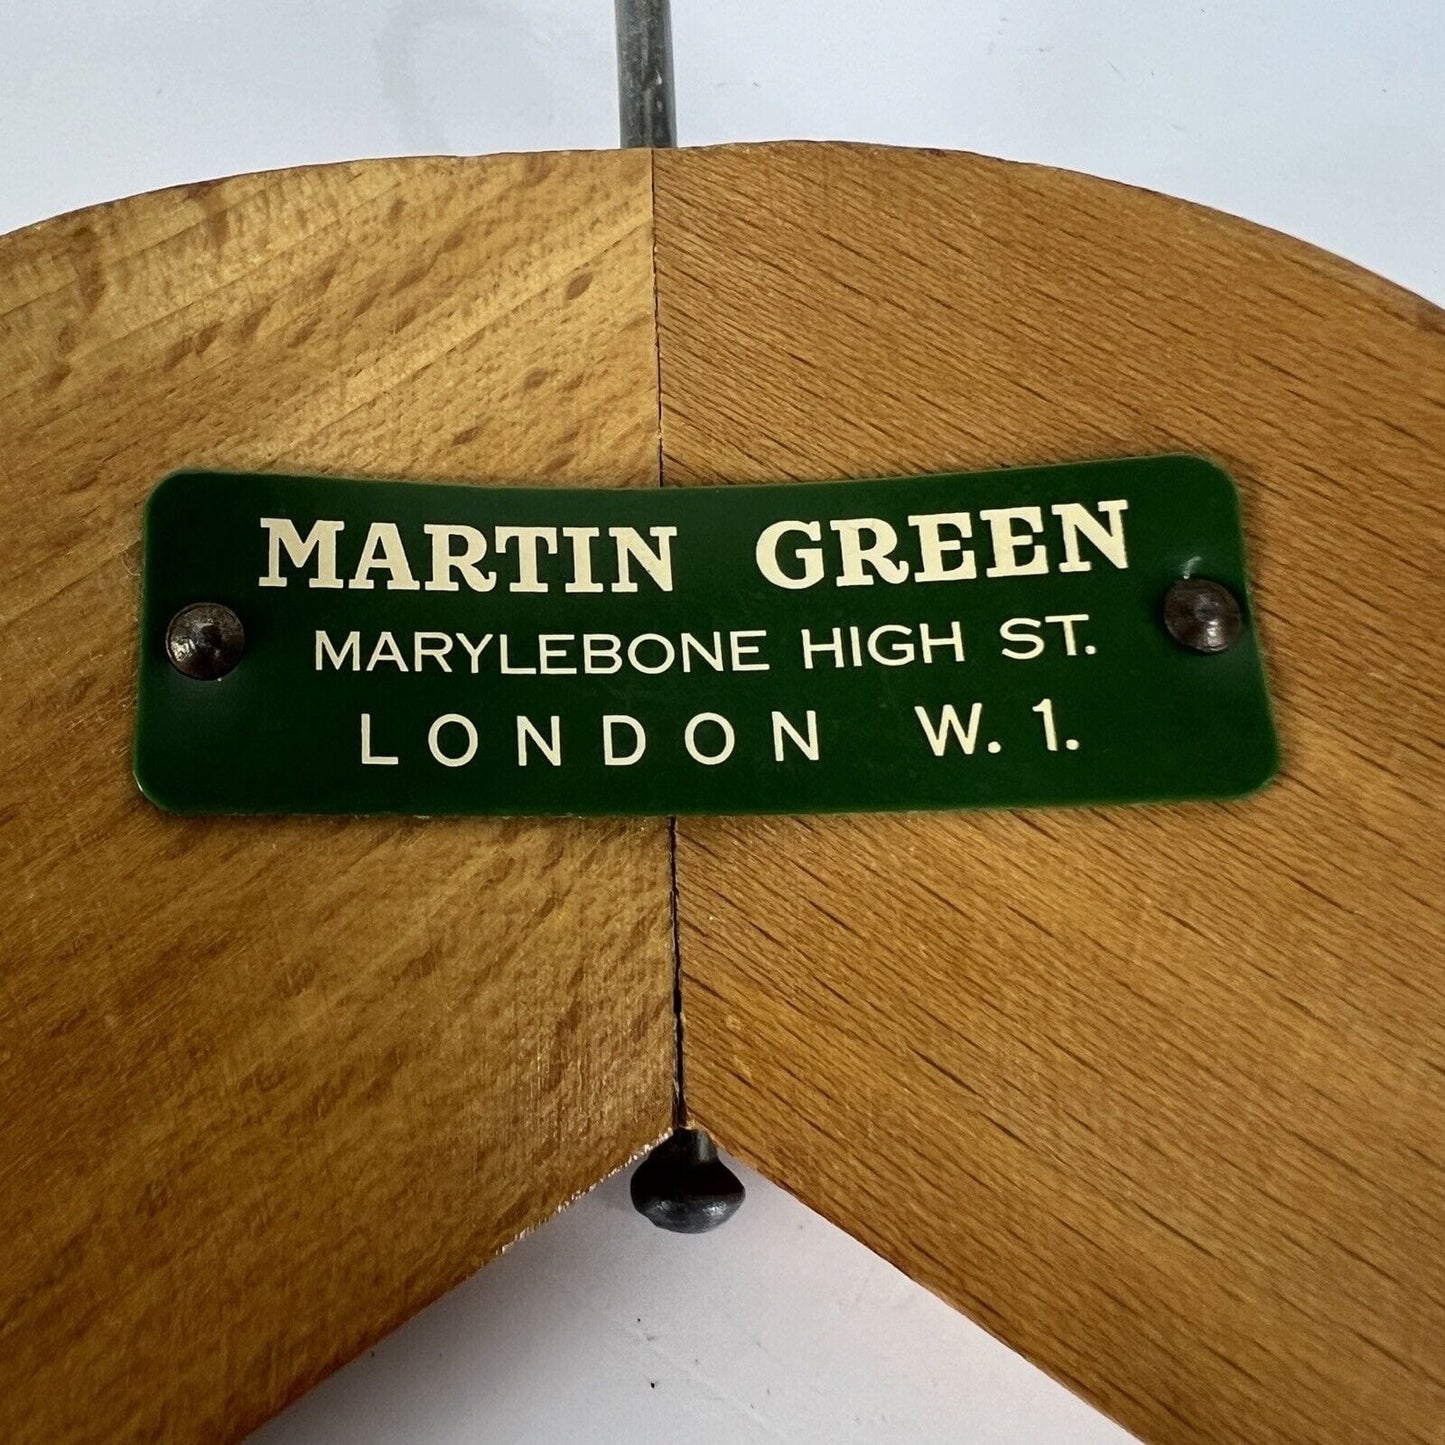 MARTIN GREEN
MARYLEBONE HIGH ST.
LONDON W. 1.